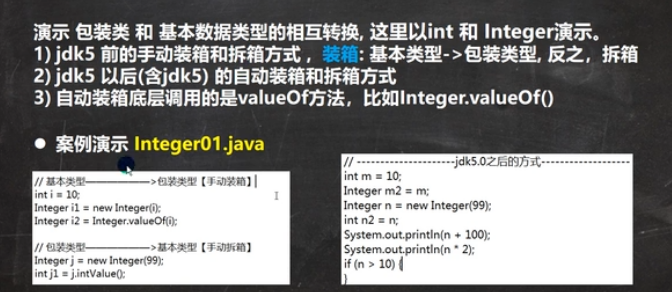 演示 包装类 和 基本数据类型的相互转换, 这里以int 和 Integer演示。
1) jdk5 前的手动装箱和拆箱方式 ，装箱: 基本类型->包装类型, 反之，拆箱
2) jdk5 以后(含jdk5) 的自动装箱和拆箱方式
3) 自动装箱底层调用的是valueOf方法，比如Integer.valueOf()
● 案例演示 Integer01.java
// 基本类型——————>包装类型【手动装箱】
int i = 10;
Integer i1 = new Integer(i);
Integer i2 = Integer.valueOf(i);
// 包装类型——————>基本类型【手动拆箱】
Integer j = new Integer(99);
int j1 = j.intValue();
// ----------------------jdk5.0之后的方式--------------------
int m = 10;
Integer m2 = m;
Integer n = new Integer(99);
int n2 = n;
System.out.println(n + 100);
System.out.println(n * 2);
if (n > 10) {
}